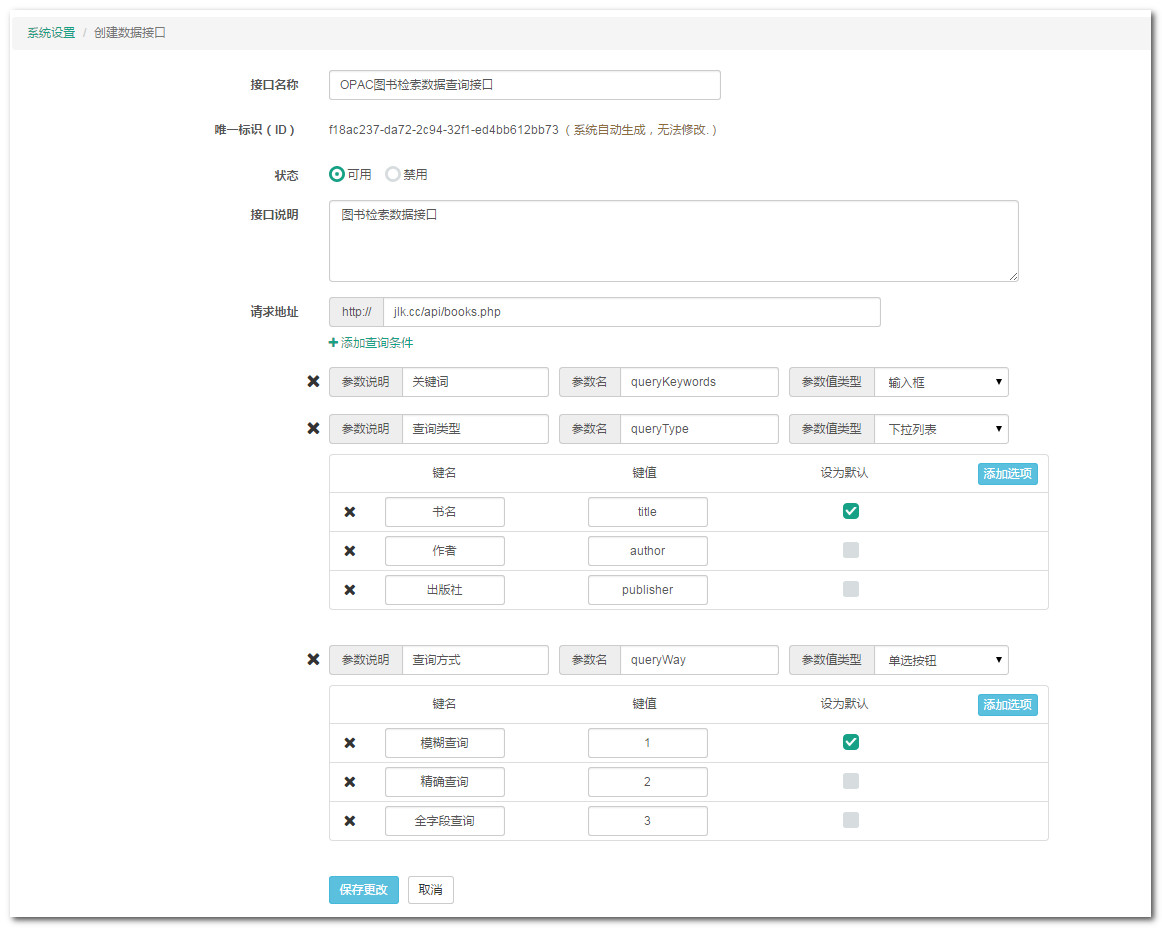 系统设置 / 创建数据接口
接口名称 OPAC图书检索数据查询接口
唯一标识（ID） f18ac237-da72-2c94-32f1-ed4bb612bb73（系统自动生成，无法修改.）
状态 可用 禁用
接口说明 图书检索数据接口
请求地址 http:// jlk.cc/api/books.php
添加查询条件
参数说明 关键词 参数名 queryKeywords 参数值类型 输入框
参数说明 查询类型 参数名 queryType 参数值类型 下拉列表
键名 键值 设为默认 添加选项
书名 title
作者 author
出版社 publisher
参数说明 查询方式 参数名 queryWay 参数值类型 单选按钮
键名 键值 设为默认 添加选项
模糊查询 1
精确查询 2
全字段查询 3
保存更改 取消